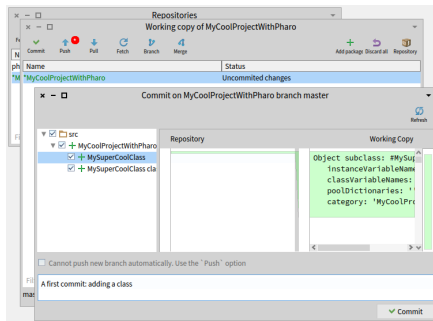 Repositories
Working copy of MyCoolProjectWithPharo
Commit Push Pull Fetch Branch Merge Add package Discard all Repository
Name Status
*MyCoolProjectWithPharo Uncommitted changes
Commit on MyCoolProjectWithPharo branch master
Refresh
src
MyCoolProjectWithPharo
MySuperCoolClass
MySuperCoolClass cla
Repository Working Copy
Object subclass: #MySup
instanceVariableName
classVariableNames:
poolDictionaries: '
category: 'MyCoolPro
Cannot push new branch automatically. Use the `Push` option
A first commit: adding a class
Commit